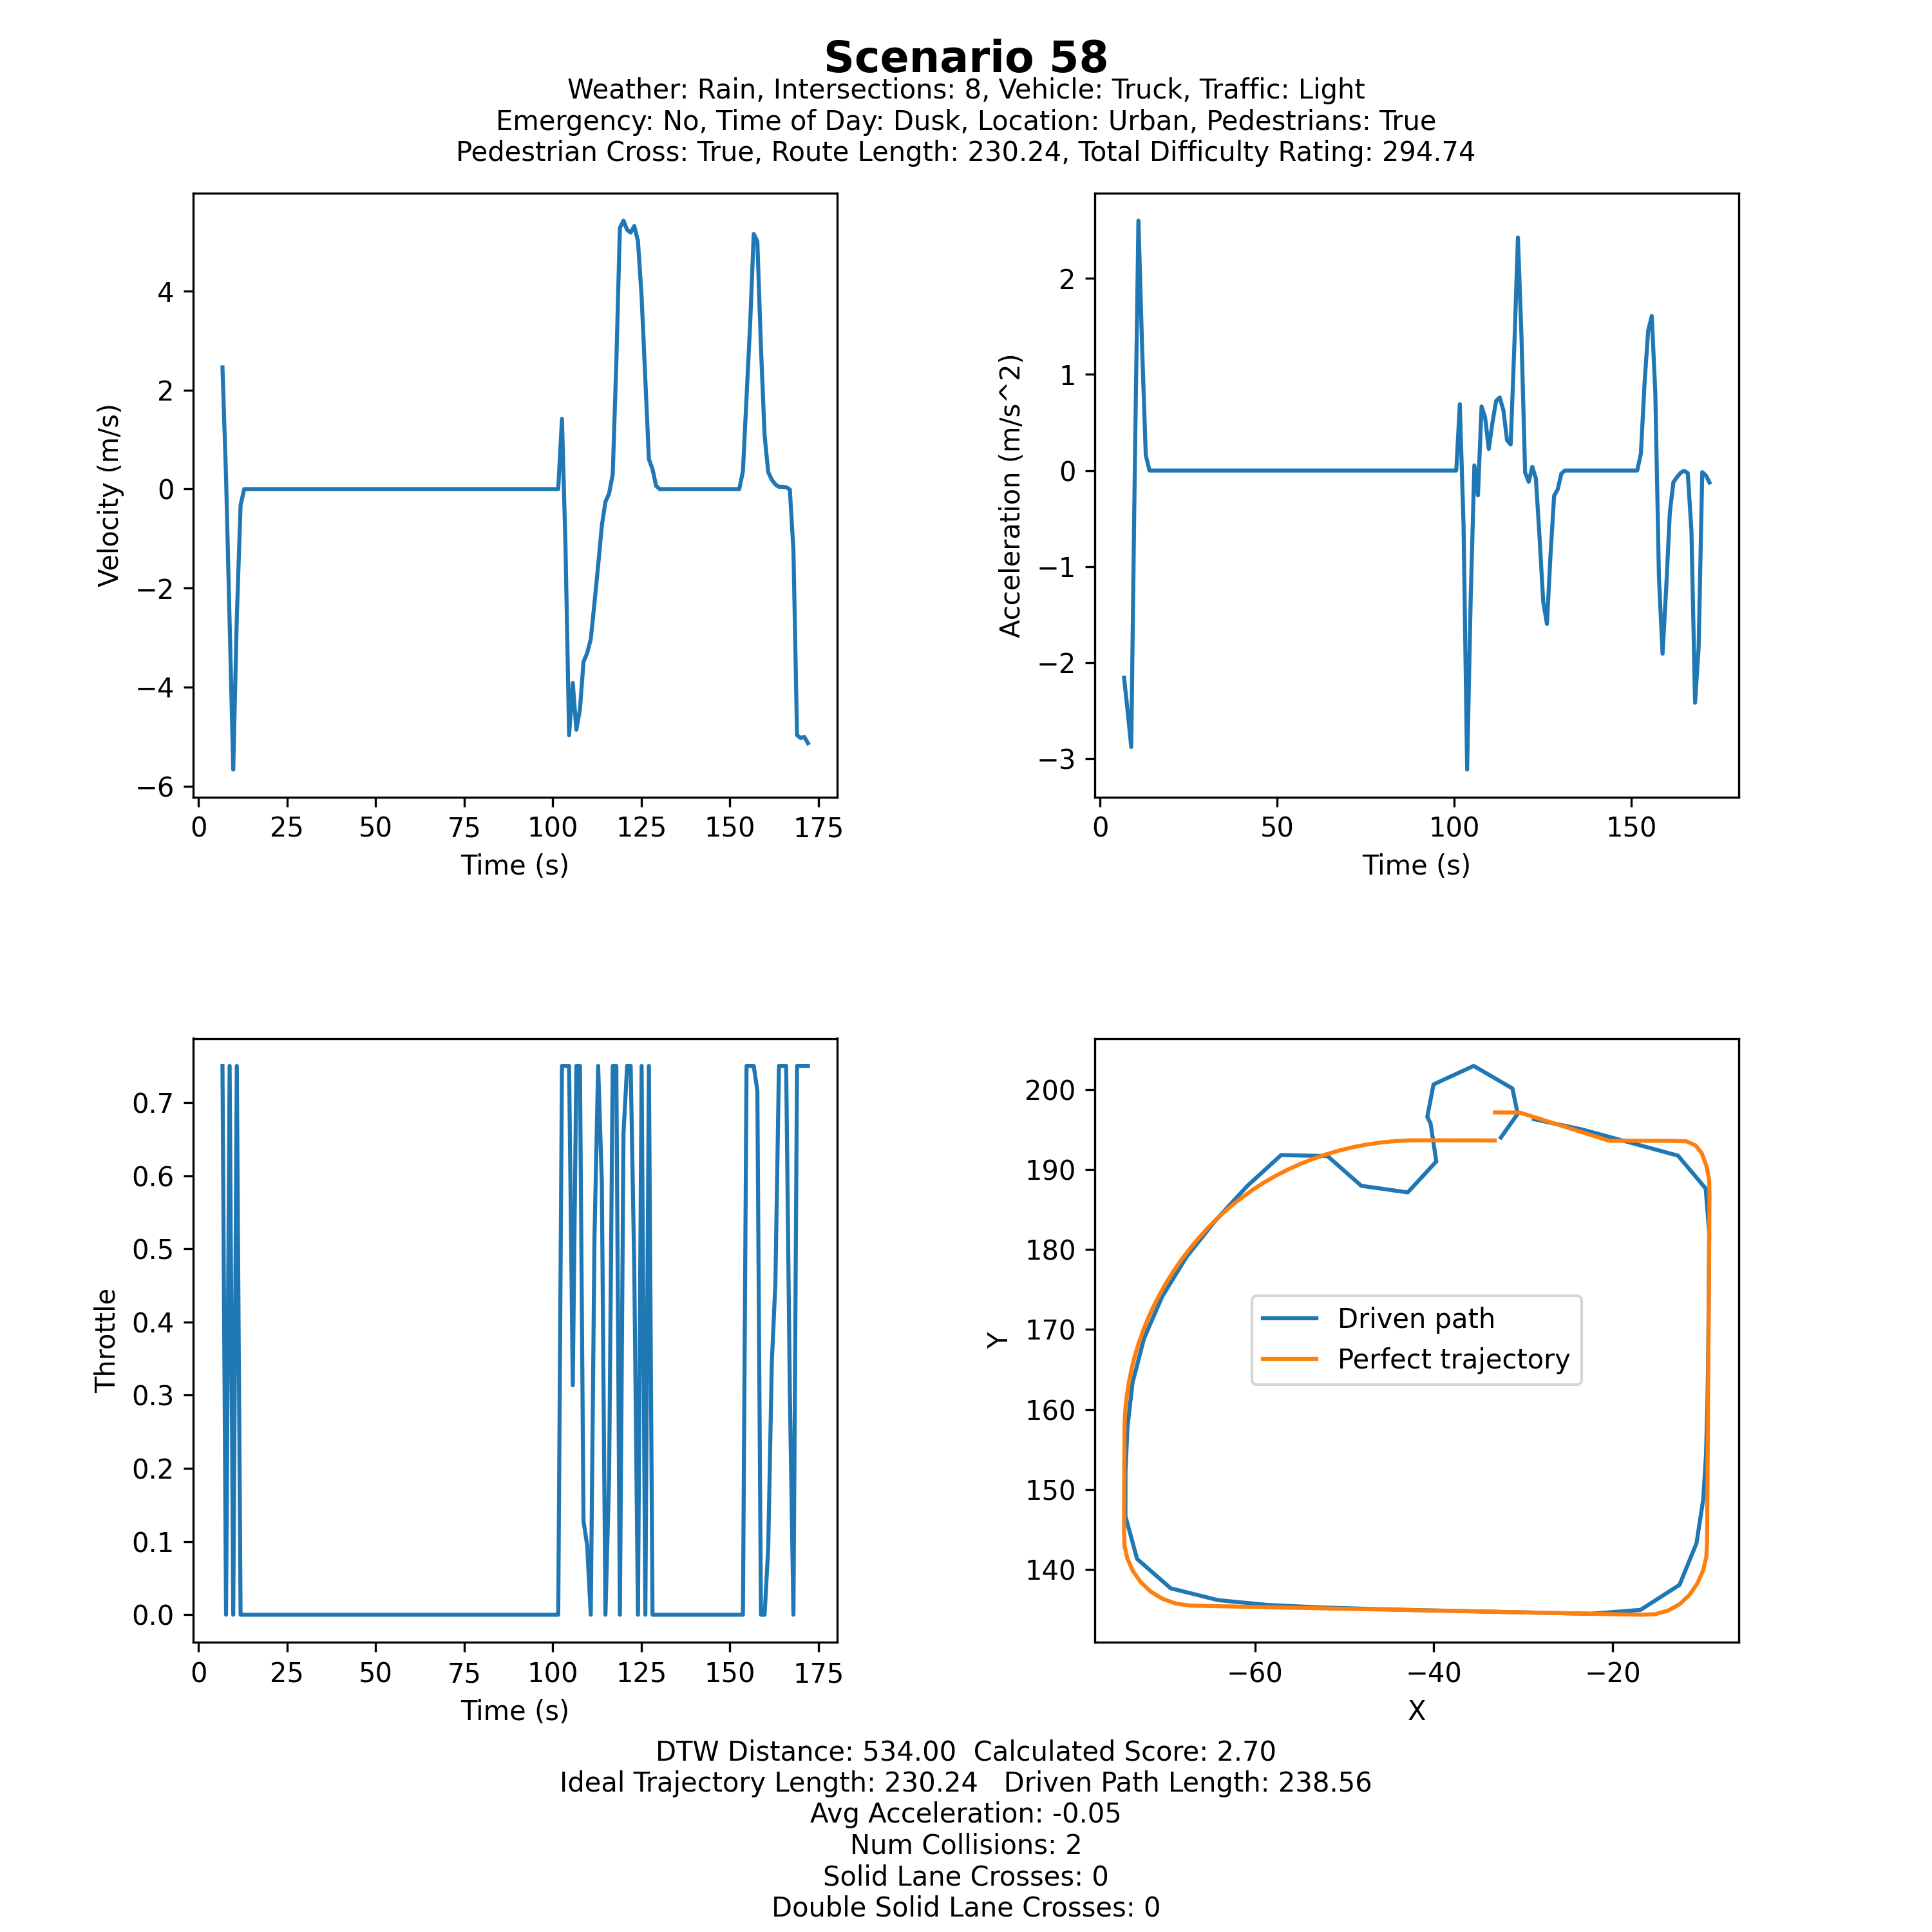 Scenario 58
Weather: Rain, Intersections: 8, Vehicle: Truck, Traffic: Light
Emergency: No, Time of Day: Dusk, Location: Urban, Pedestrians: True
Pedestrian Cross: True, Route Length: 230.24, Total Difficulty Rating: 294.74
Velocity (m/s)
4
2
0
−2
−4
−6
0 25 50 75 100 125 150 175
Time (s)
Acceleration (m/s^2)
2
1
0
−1
−2
−3
0 50 100 150
Time (s)
Throttle
0.7
0.6
0.5
0.4
0.3
0.2
0.1
0.0
0 25 50 75 100 125 150 175
Time (s)
Y
200
190
180
170
160
150
140
Driven path
Perfect trajectory
−60 −40 −20
X
DTW Distance: 534.00 Calculated Score: 2.70
Ideal Trajectory Length: 230.24 Driven Path Length: 238.56
Avg Acceleration: -0.05
Num Collisions: 2
Solid Lane Crosses: 0
Double Solid Lane Crosses: 0